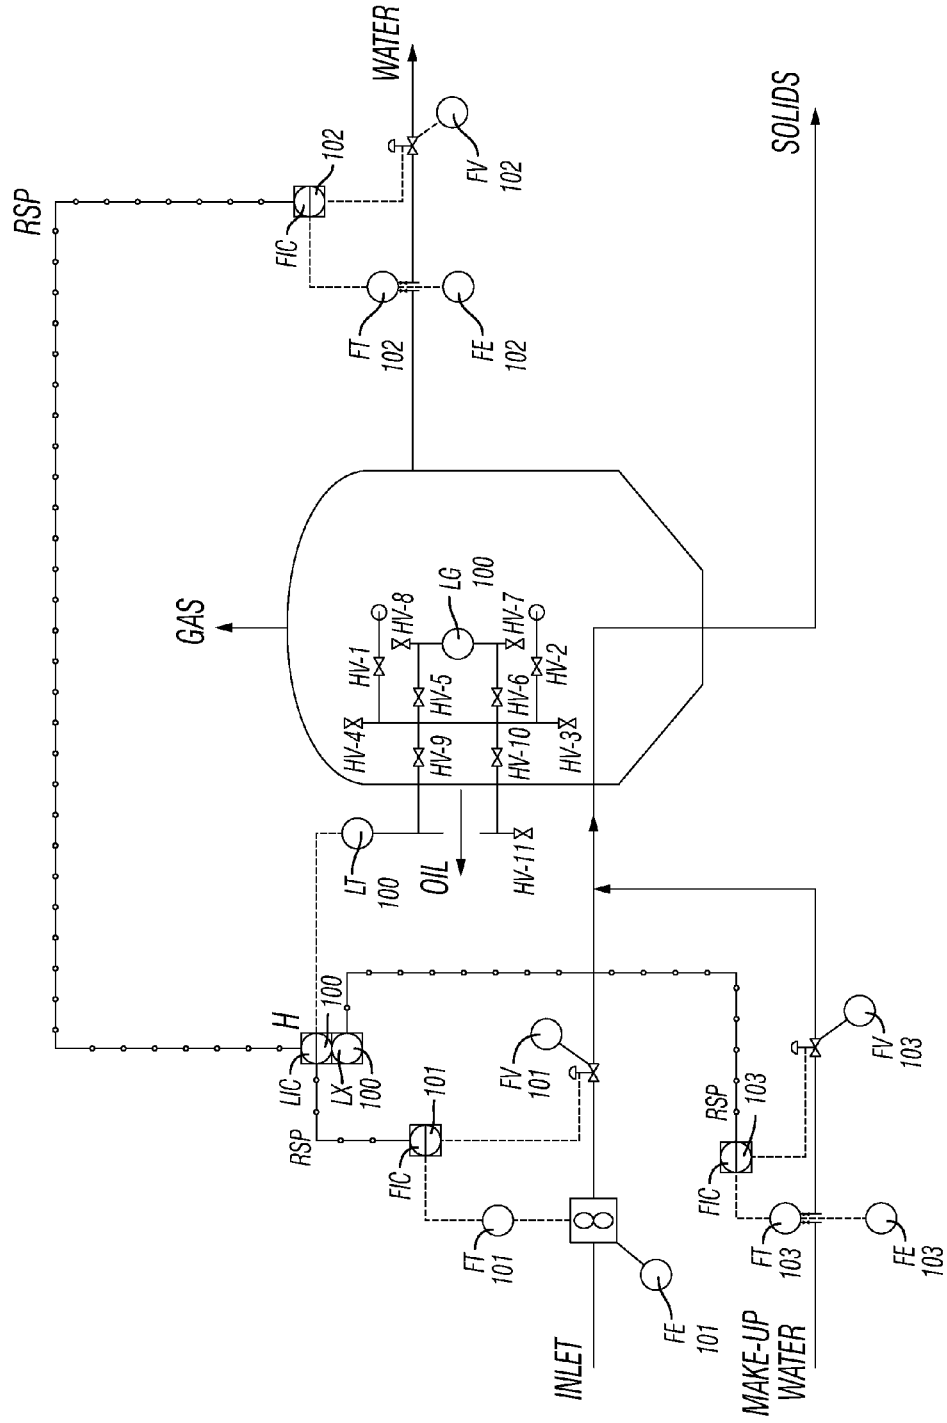 RSP
WATER
FIC
102
FV
102
FT
102
FE
102
SOLIDS
GAS
HV-1
HV-8
LG
100
HV-7
HV-2
HV-4
HV-5
HV-6
HV-3
HV-9
HV-10
LT
100
OIL
HV-11
H
LIC
100
LX
100
RSP
FIC
101
FV
101
FT
101
FE
101
INLET
RSP
FIC
103
FV
103
FT
103
FE
103
MAKE-UP
WATER